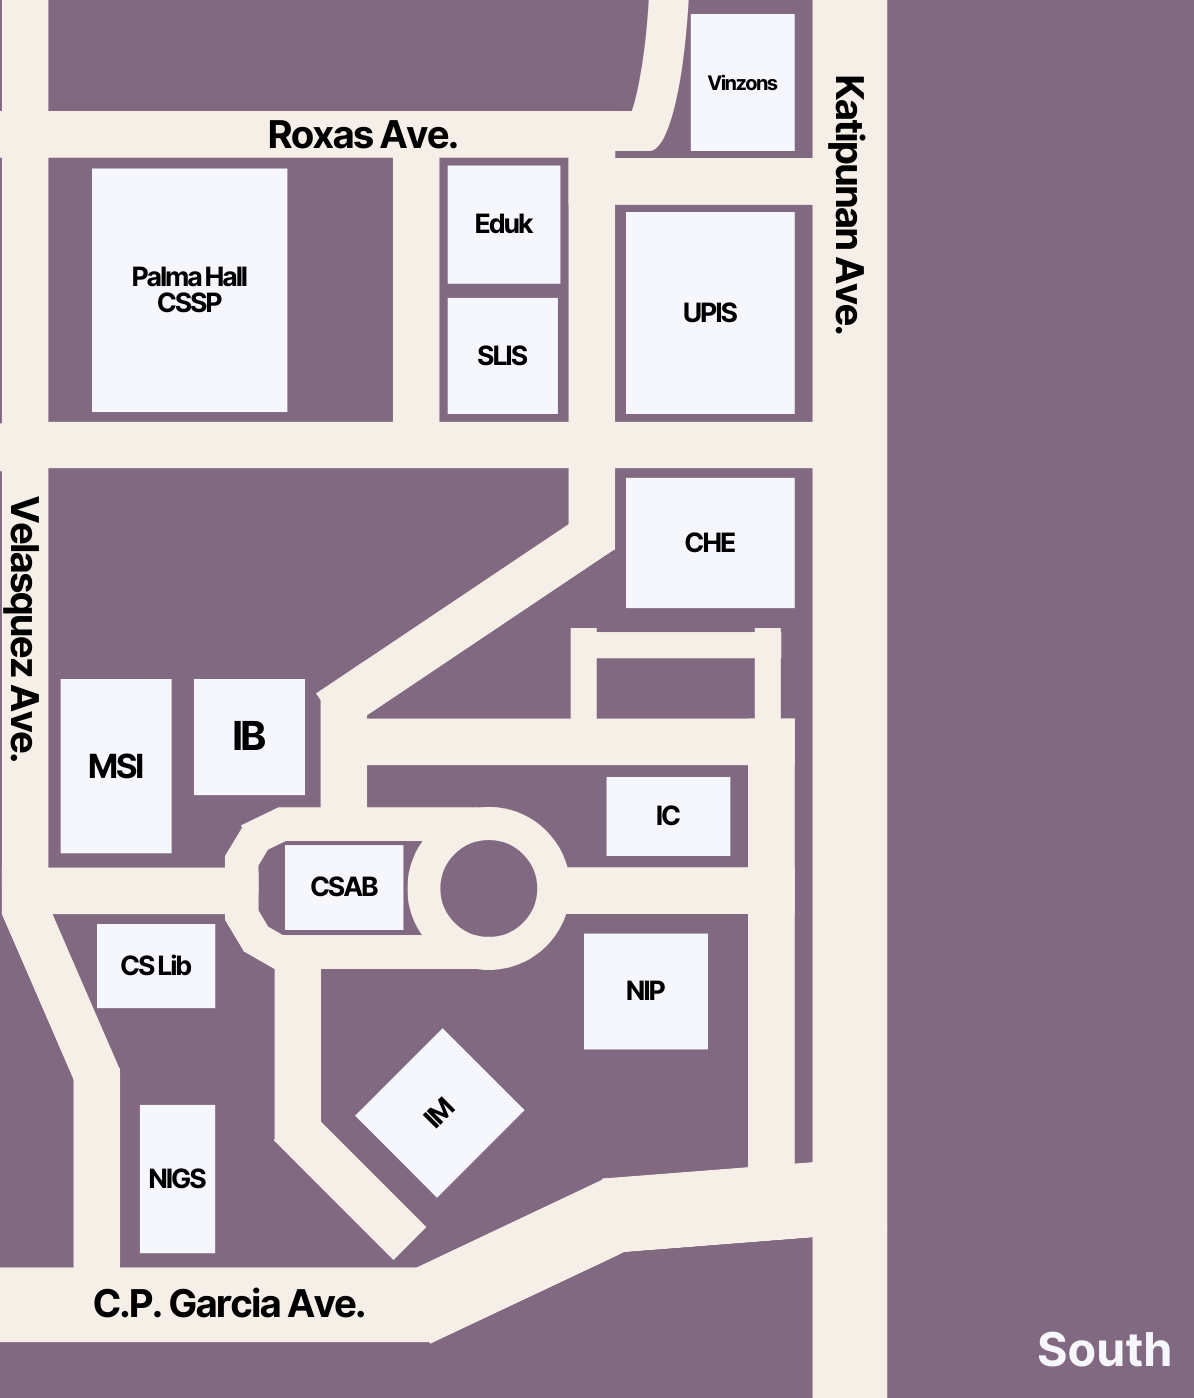 Vinzons
Katipunan Ave.
Roxas Ave.
Eduk
Palma Hall
CSSP
UPIS
SLIS
CHE
Velasquez Ave.
IB
MSI
IC
CSAB
CS Lib
NIP
IM
NIGS
C.P. Garcia Ave.
South